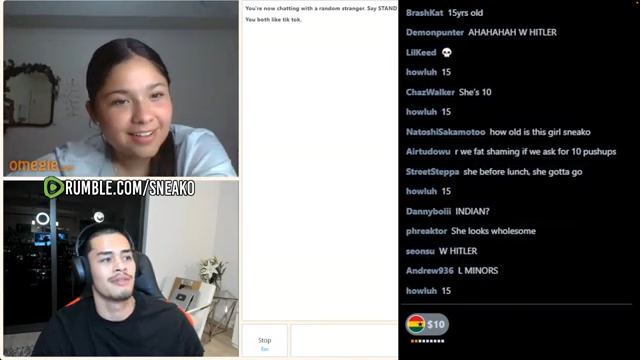 You're now chatting with a random stranger. Say STAND
You both like tik tok.
omegle
RUMBLE.COM/SNEAKO
Stop
Esc
BrashKat 15yrs old
Demonpunter AHAHAHAH W HITLER
LilKeed 💀
howluh 15
ChazWalker She's 10
howluh 15
NatoshiSakamotoo how old is this girl sneako
Airtudowu r we fat shaming if we ask for 10 pushups
StreetSteppa she before lunch, she gotta go
howluh 15
Dannyboiii INDIAN?
phreaktor She looks wholesome
seonsu W HITLER
Andrew936 L MINORS
howluh 15
$10